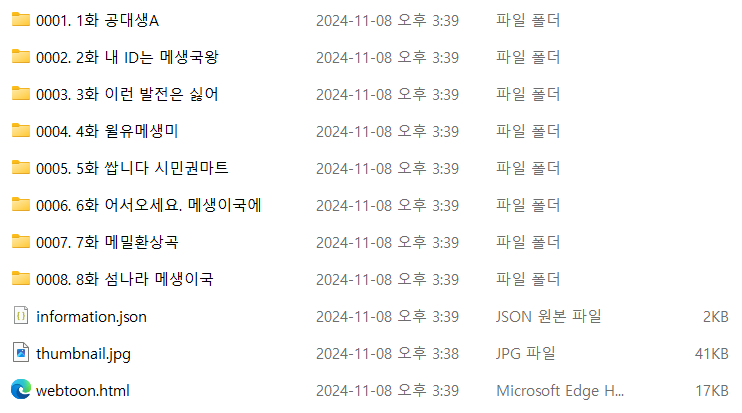 0001. 1화 공대생A 2024-11-08 오후 3:39 파일 폴더
0002. 2화 내 ID는 메생국왕 2024-11-08 오후 3:39 파일 폴더
0003. 3화 이런 발전은 싫어 2024-11-08 오후 3:39 파일 폴더
0004. 4화 윌유메생미 2024-11-08 오후 3:39 파일 폴더
0005. 5화 쌉니다 시민권마트 2024-11-08 오후 3:39 파일 폴더
0006. 6화 어서오세요. 메생이국에 2024-11-08 오후 3:39 파일 폴더
0007. 7화 메밀환상곡 2024-11-08 오후 3:39 파일 폴더
0008. 8화 섬나라 메생이국 2024-11-08 오후 3:39 파일 폴더
information.json 2024-11-08 오후 3:39 JSON 원본 파일 2KB
thumbnail.jpg 2024-11-08 오후 3:38 JPG 파일 41KB
webtoon.html 2024-11-08 오후 3:39 Microsoft Edge H... 17KB